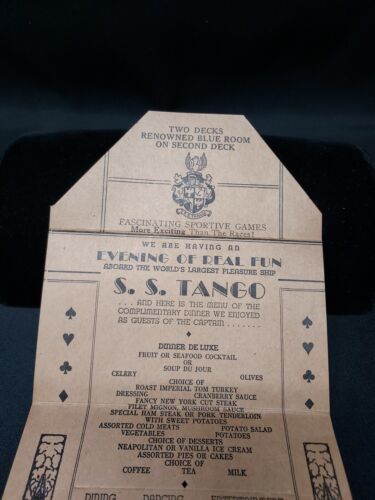 TWO DECKS
RENOWNED BLUE ROOM
ON SECOND DECK
FASCINATING SPORTIVE GAMES
More Exciting Than The Races!
WE ARE HAVING AN
EVENING OF REAL FUN
ABOARD THE WORLD'S LARGEST PLEASURE SHIP
S. S. TANGO
. . . . AND HERE IS THE MENU OF THE
COMPLIMENTARY DINNER WE ENJOYED
AS GUESTS OF THE CAPTAIN . . . . . . .
DINNER DE LUXE
FRUIT OR SEAFOOD COCKTAIL
OR
SOUP DU JOUR
CELERY OLIVES
CHOICE OF
ROAST IMPERIAL TOM TURKEY
DRESSING CRANBERRY SAUCE
FANCY NEW YORK CUT STEAK
FILET MIGNON, MUSHROOM SAUCE
SPECIAL HAM STEAK OR PORK TENDERLOIN
WITH SWEET POTATOES
ASSORTED COLD MEATS POTATO SALAD
VEGETABLES POTATOES
CHOICE OF DESSERTS
NEAPOLITAN OR VANILLA ICE CREAM
ASSORTED PIES OR CAKES
CHOICE OF
COFFEE TEA MILK
DINING DANCING ENTERTAINING